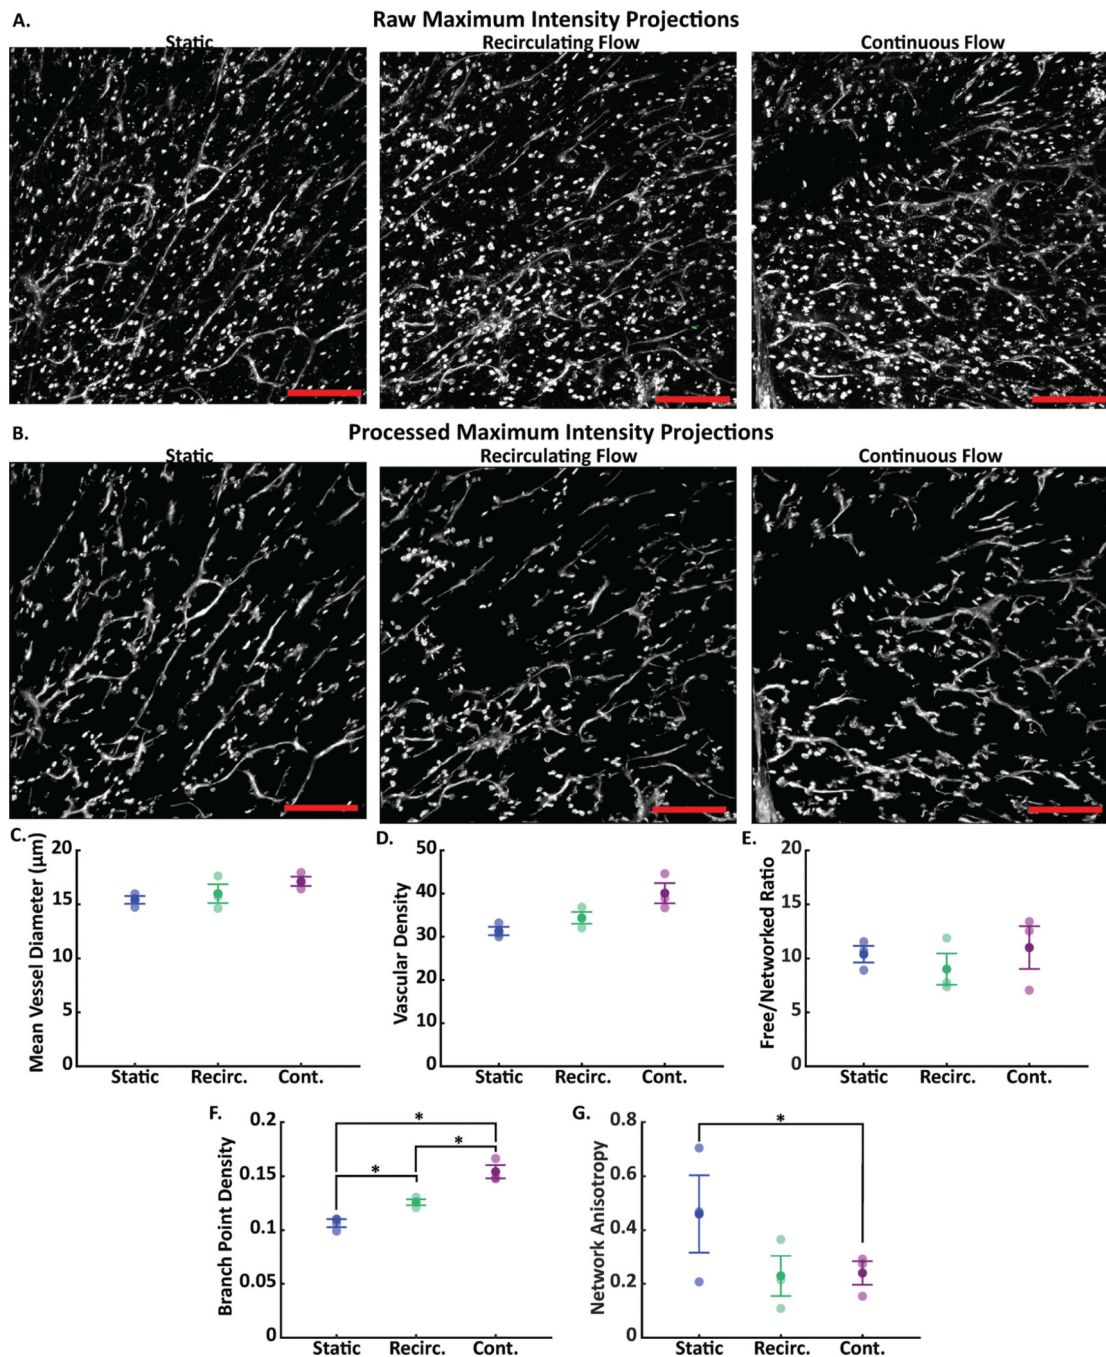 A.
Raw Maximum Intensity Projections
Static
Recirculating Flow
Continuous Flow
B.
Processed Maximum Intensity Projections
Static
Recirculating Flow
Continuous Flow
C.
Mean Vessel Diameter (µm)
20
15
10
5
0
Static Recirc. Cont.
D.
Vascular Density
50
40
30
20
10
0
Static Recirc. Cont.
E.
Free/Networked Ratio
20
15
10
5
0
Static Recirc. Cont.
F.
Branch Point Density
0.2
0.15
0.1
0.05
0
*
*
*
Static Recirc. Cont.
G.
Network Anisotropy
0.8
0.6
0.4
0.2
0
*
Static Recirc. Cont.